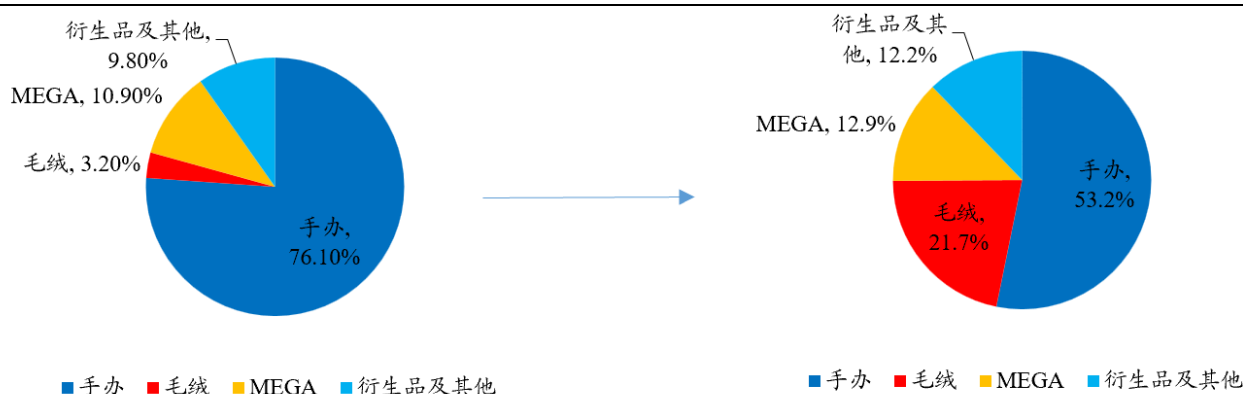 衍生品及其他,
9.80%
MEGA, 10.90%
毛绒, 3.20%
手办,
76.10%
■手办 ■毛绒 ■MEGA ■衍生品及其他
衍生品及其
他, 12.2%
MEGA, 12.9%
手办,
53.2%
毛绒,
21.7%
■手办 ■毛绒 ■MEGA ■衍生品及其他